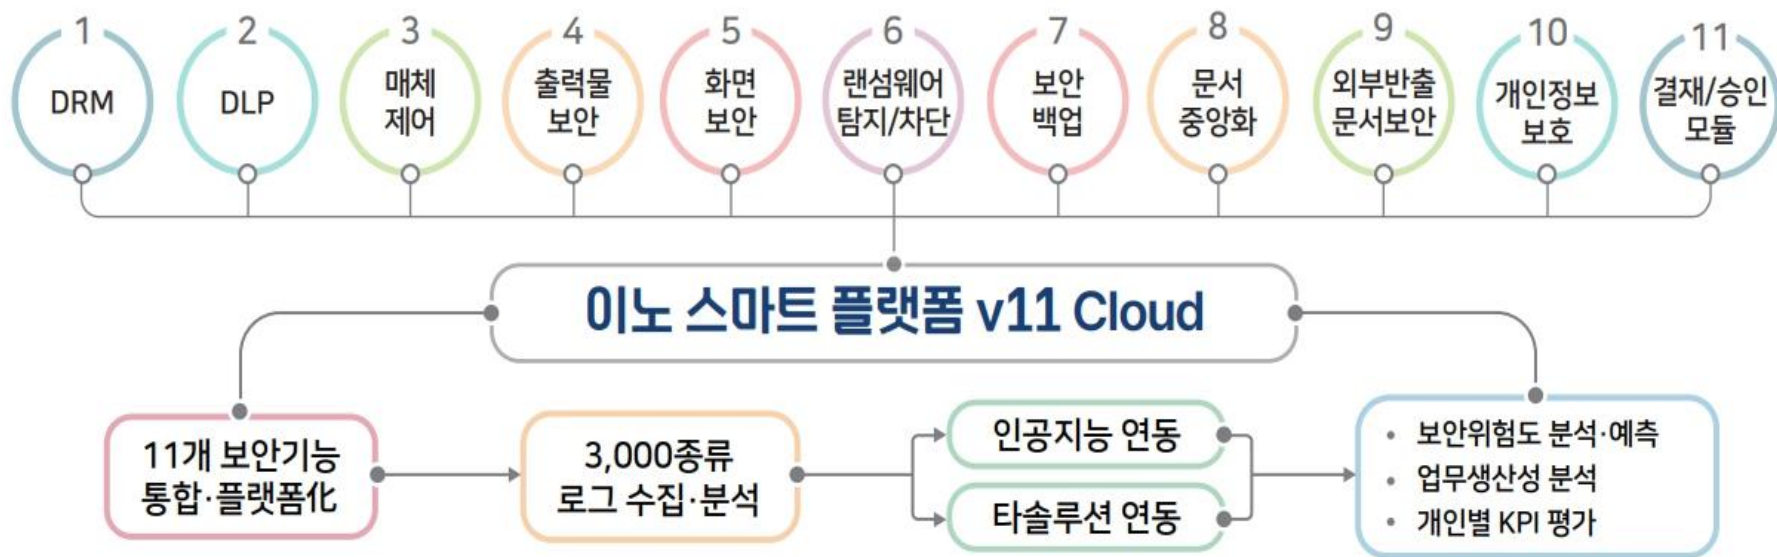 1
DRM
2
DLP
3
매체
제어
4
출력물
보안
5
화면
보안
6
랜섬웨어
탐지/차단
7
보안
백업
8
문서
중앙화
9
외부반출
문서보안
10
개인정보
보호
11
결재/승인
모듈
이노 스마트 플랫폼 v11 Cloud
11개 보안기능
통합·플랫폼化
3,000종류
로그 수집·분석
인공지능 연동
타솔루션 연동
• 보안위험도 분석·예측
• 업무생산성 분석
• 개인별 KPI 평가